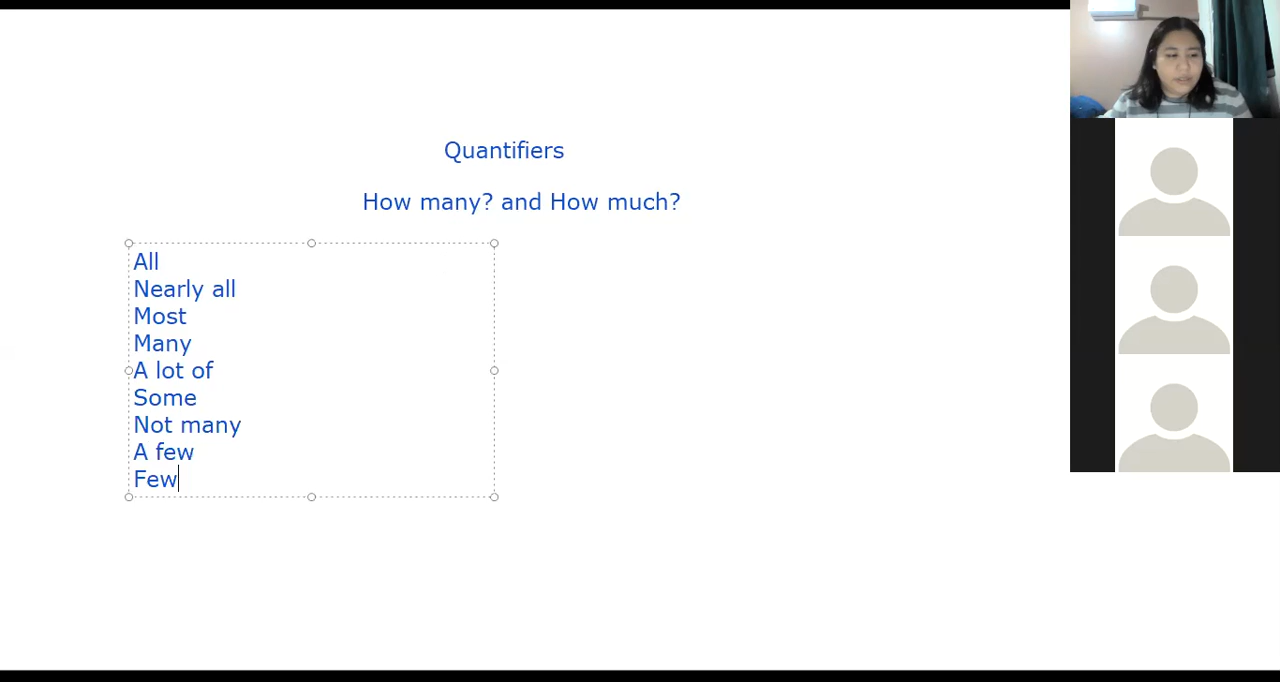 Quantifiers
How many? and How much?
All
Nearly all
Most
Many
A lot of
Some
Not many
A few
Few